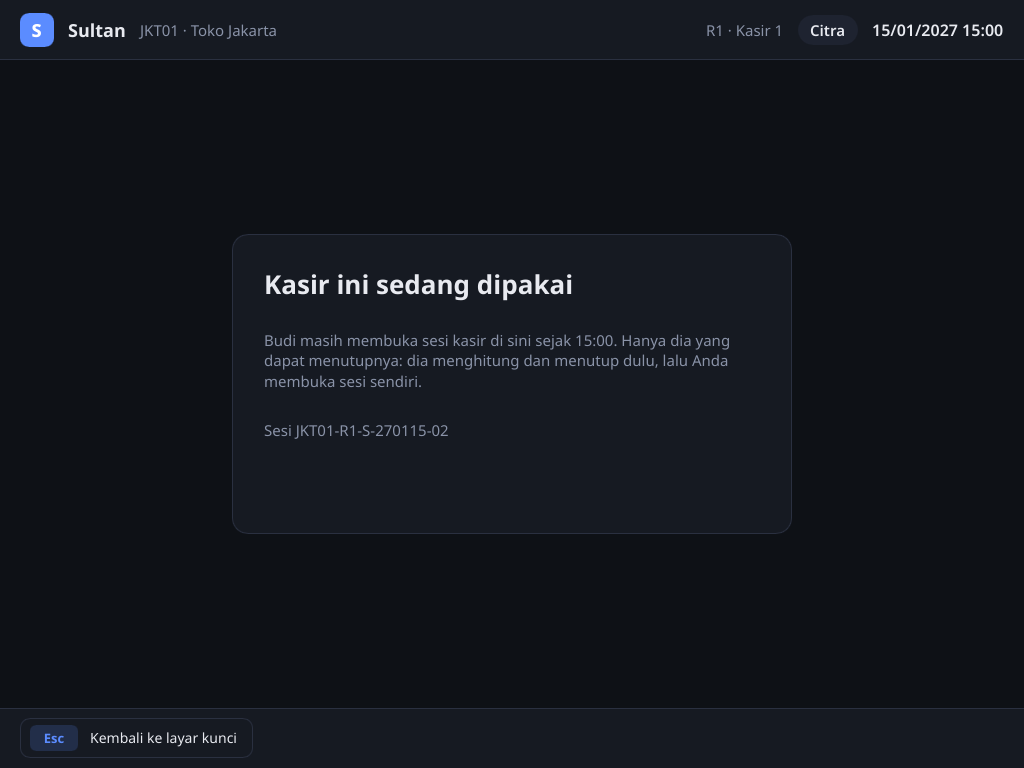 S Sultan JKT01 · Toko Jakarta R1 · Kasir 1 Citra 15/01/2027 15:00
Kasir ini sedang dipakai
Budi masih membuka sesi kasir di sini sejak 15:00. Hanya dia yang
dapat menutupnya: dia menghitung dan menutup dulu, lalu Anda
membuka sesi sendiri.
Sesi JKT01-R1-S-270115-02
Esc Kembali ke layar kunci